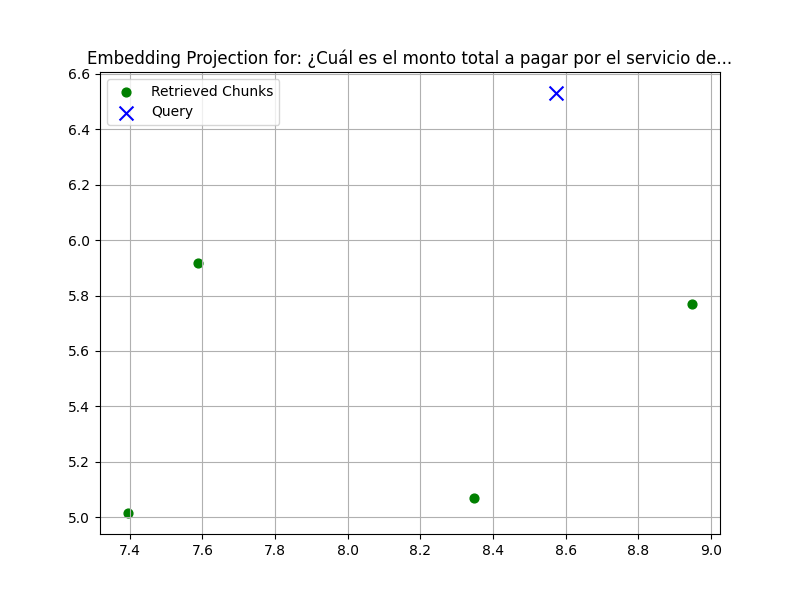 Embedding Projection for: ¿Cuál es el monto total a pagar por el servicio de...
Retrieved Chunks
Query
6.6
6.4
6.2
6.0
5.8
5.6
5.4
5.2
5.0
7.4 7.6 7.8 8.0 8.2 8.4 8.6 8.8 9.0